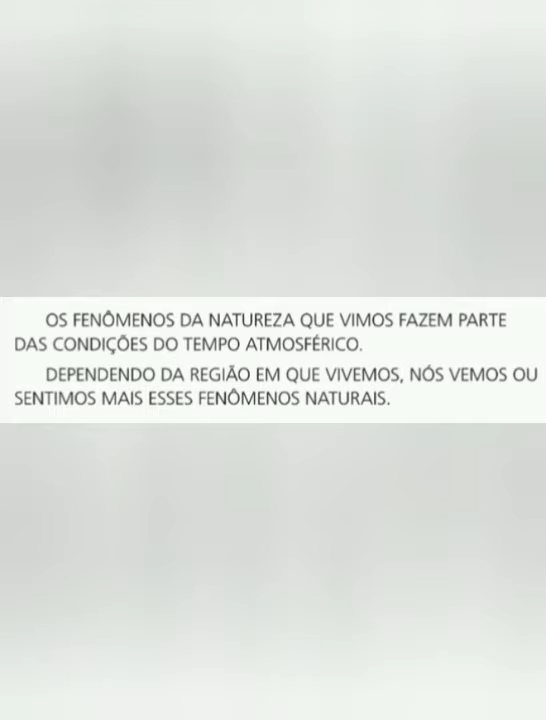 OS FENÔMENOS DA NATUREZA QUE VIMOS FAZEM PARTE
DAS CONDIÇÕES DO TEMPO ATMOSFÉRICO.
DEPENDENDO DA REGIÃO EM QUE VIVEMOS, NÓS VEMOS OU
SENTIMOS MAIS ESSES FENÔMENOS NATURAIS.